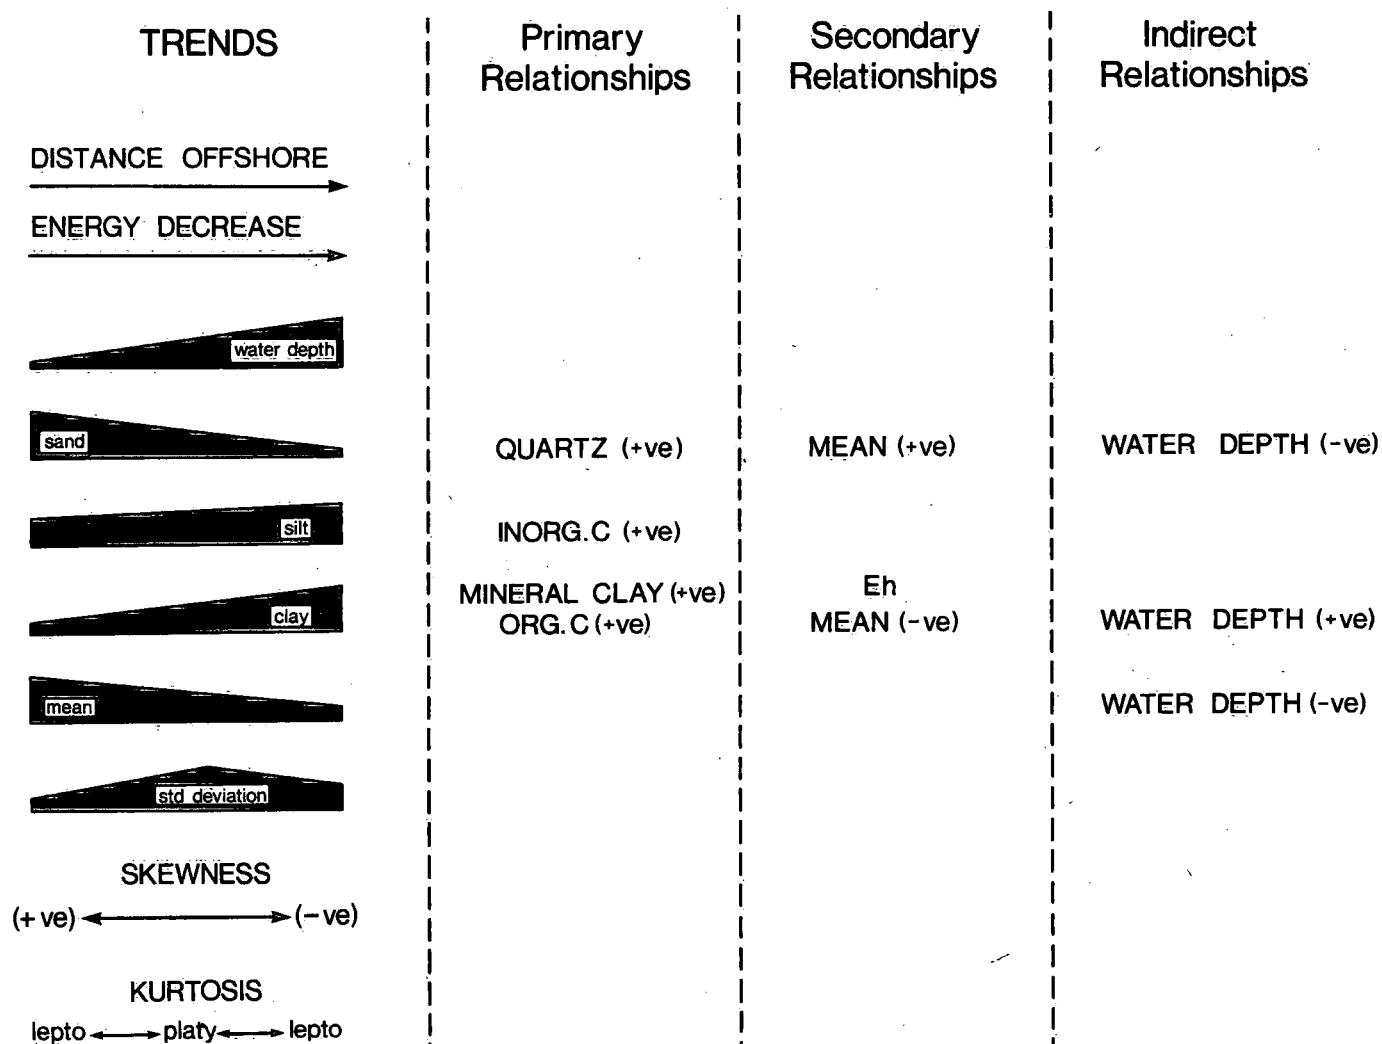 TRENDS
Primary
Relationships
Secondary
Relationships
Indirect
Relationships
DISTANCE OFFSHORE
ENERGY DECREASE
water depth
sand
QUARTZ (+ve)
MEAN (+ve)
WATER DEPTH (-ve)
silt
INORG.C (+ve)
clay
MINERAL CLAY (+ve)
ORG.C (+ve)
Eh
MEAN (-ve)
WATER DEPTH (+ve)
mean
WATER DEPTH (-ve)
std deviation
SKEWNESS
(+ve) (-ve)
KURTOSIS
lepto platy lepto